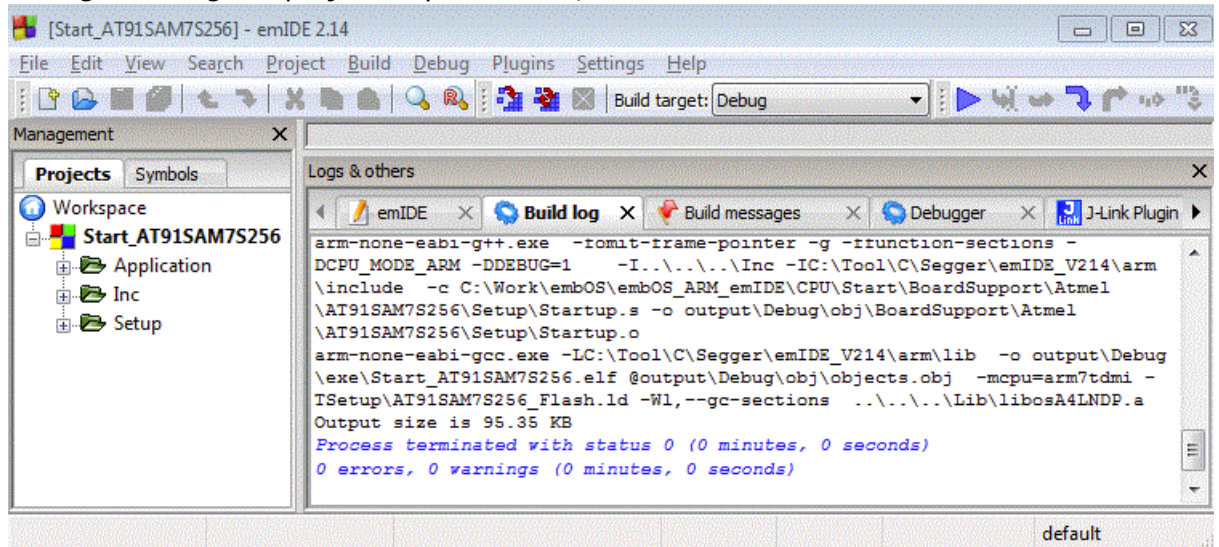 [Start_AT91SAM7S256] - emIDE 2.14
File Edit View Search Project Build Debug Plugins Settings Help
Build target: Debug
Management
Projects Symbols
Workspace
Start_AT91SAM7S256
Application
Inc
Setup
Logs & others
emIDE Build log Build messages Debugger J-Link Plugin
arm-none-eabi-g++.exe -fomit-frame-pointer -g -ffunction-sections -
DCPU_MODE_ARM -DDEBUG=1 -I..\..\..\Inc -IC:\Tool\C\Segger\emIDE_V214\arm
\include -c C:\Work\embOS\embOS_ARM_emIDE\CPU\Start\BoardSupport\Atmel
\AT91SAM7S256\Setup\Startup.s -o output\Debug\obj\BoardSupport\Atmel
\AT91SAM7S256\Setup\Startup.o
arm-none-eabi-gcc.exe -LC:\Tool\C\Segger\emIDE_V214\arm\lib -o output\Debug
\exe\Start_AT91SAM7S256.elf @output\Debug\obj\objects.obj -mcpu=arm7tdmi -
TSetup\AT91SAM7S256_Flash.ld -Wl,--gc-sections ..\..\..\Lib\libosA4LNDP.a
Output size is 95.35 KB
Process terminated with status 0 (0 minutes, 0 seconds)
0 errors, 0 warnings (0 minutes, 0 seconds)
default